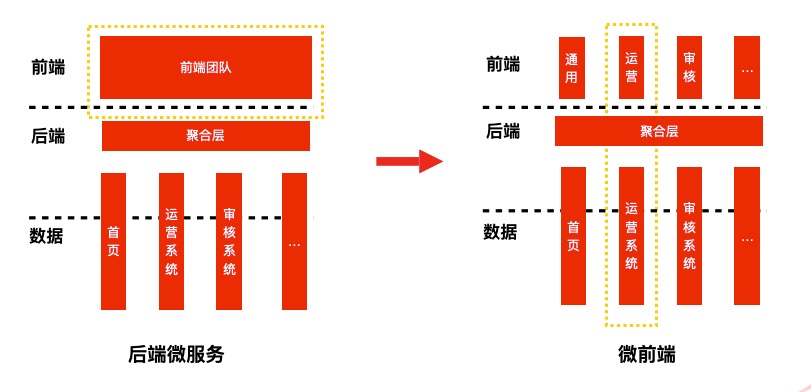 前端
前端团队
后端
聚合层
数据
首页
运营系统
审核系统
...
后端微服务
前端
通用
运营
审核
...
后端
聚合层
数据
首页
运营系统
审核系统
...
微前端